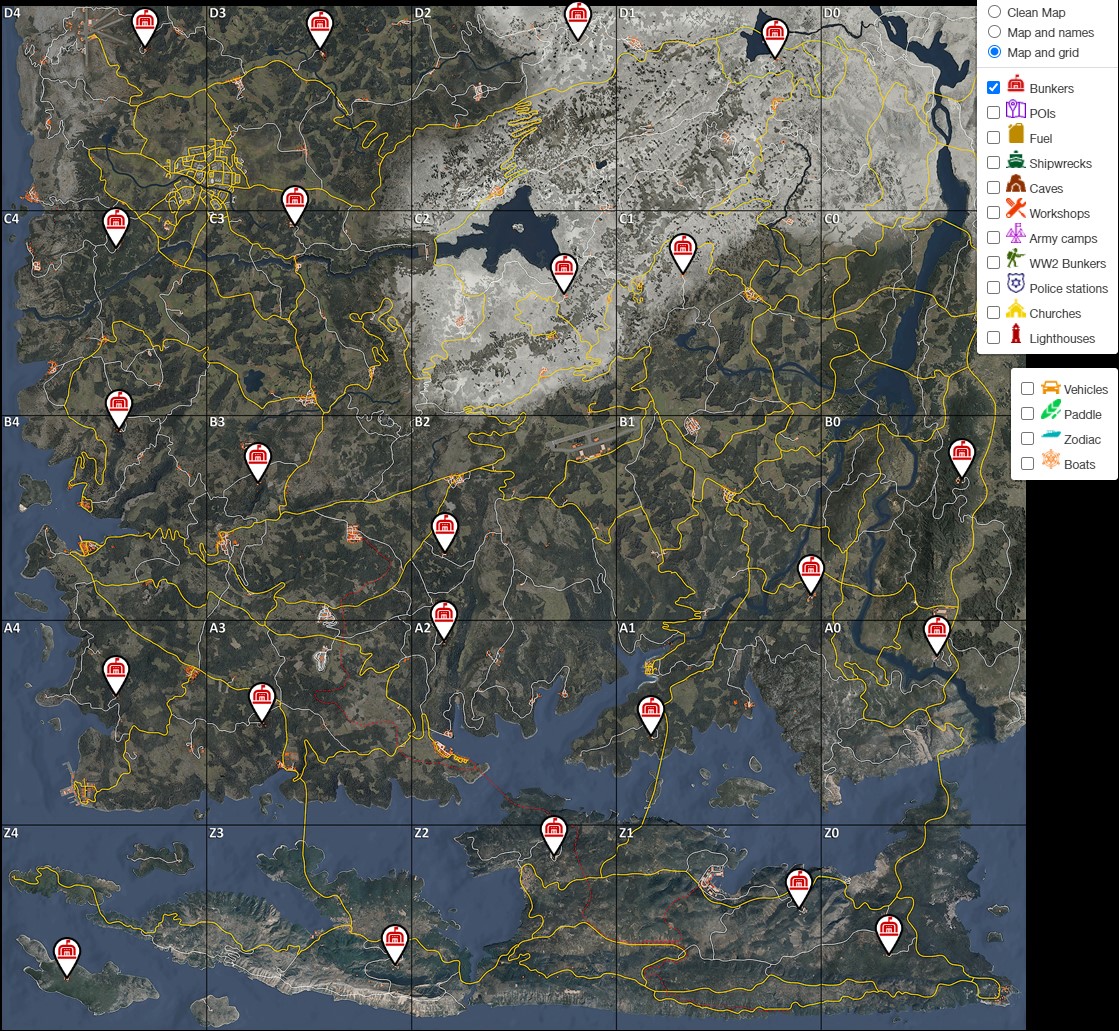 D4
D3
D2
D1
D0
Clean Map
Map and names
Map and grid
Bunkers
POIs
Fuel
Shipwrecks
Caves
Workshops
Army camps
WW2 Bunkers
Police stations
Churches
Lighthouses
Vehicles
Paddle
Zodiac
Boats
C4
C3
C2
C1
C0
B4
B3
B2
B1
B0
A4
A3
A2
A1
A0
Z4
Z3
Z2
Z1
Z0